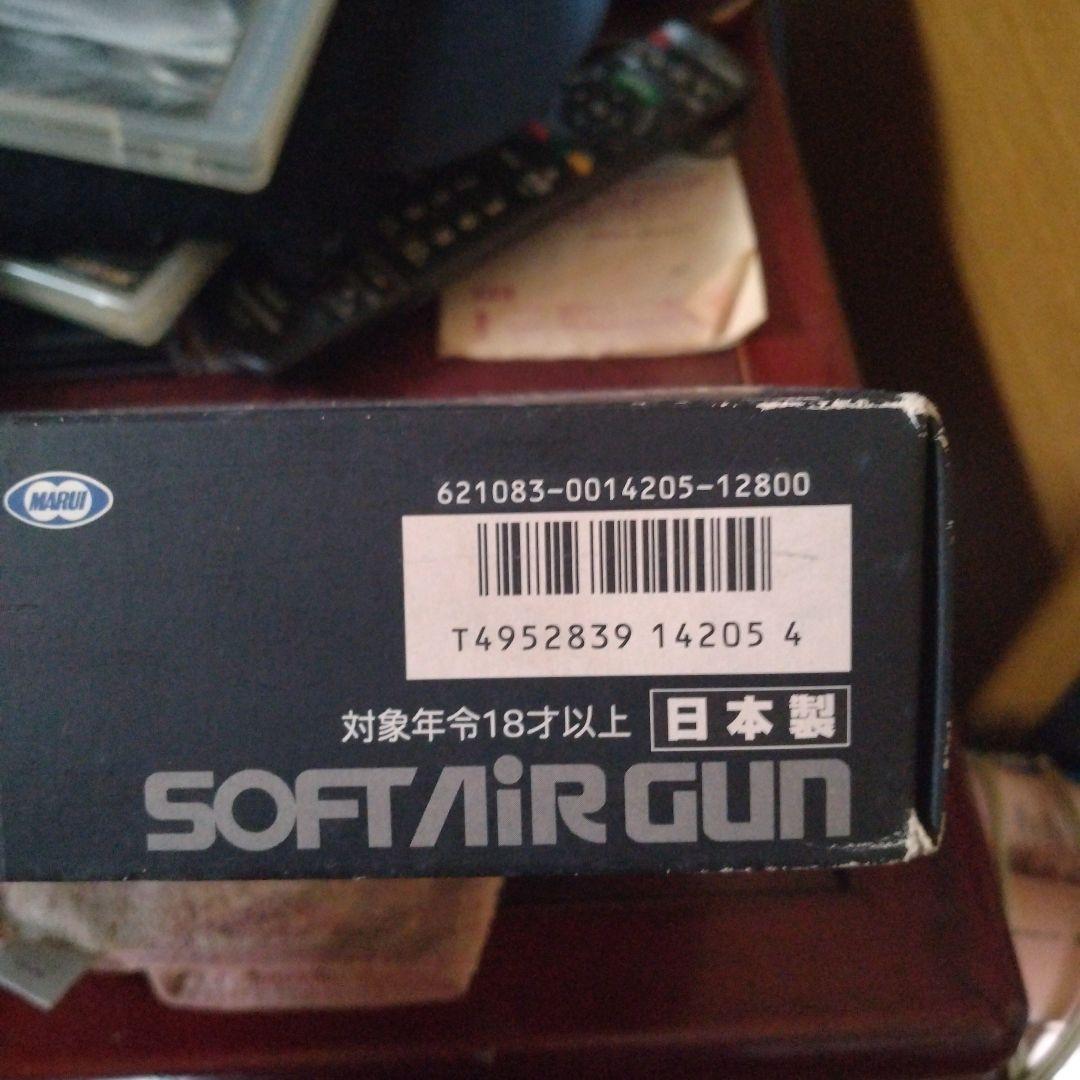 MARUI
621083-0014205-12800
T4952839 14205 4
対象年令18才以上 日本製
SOFT AiR GUN